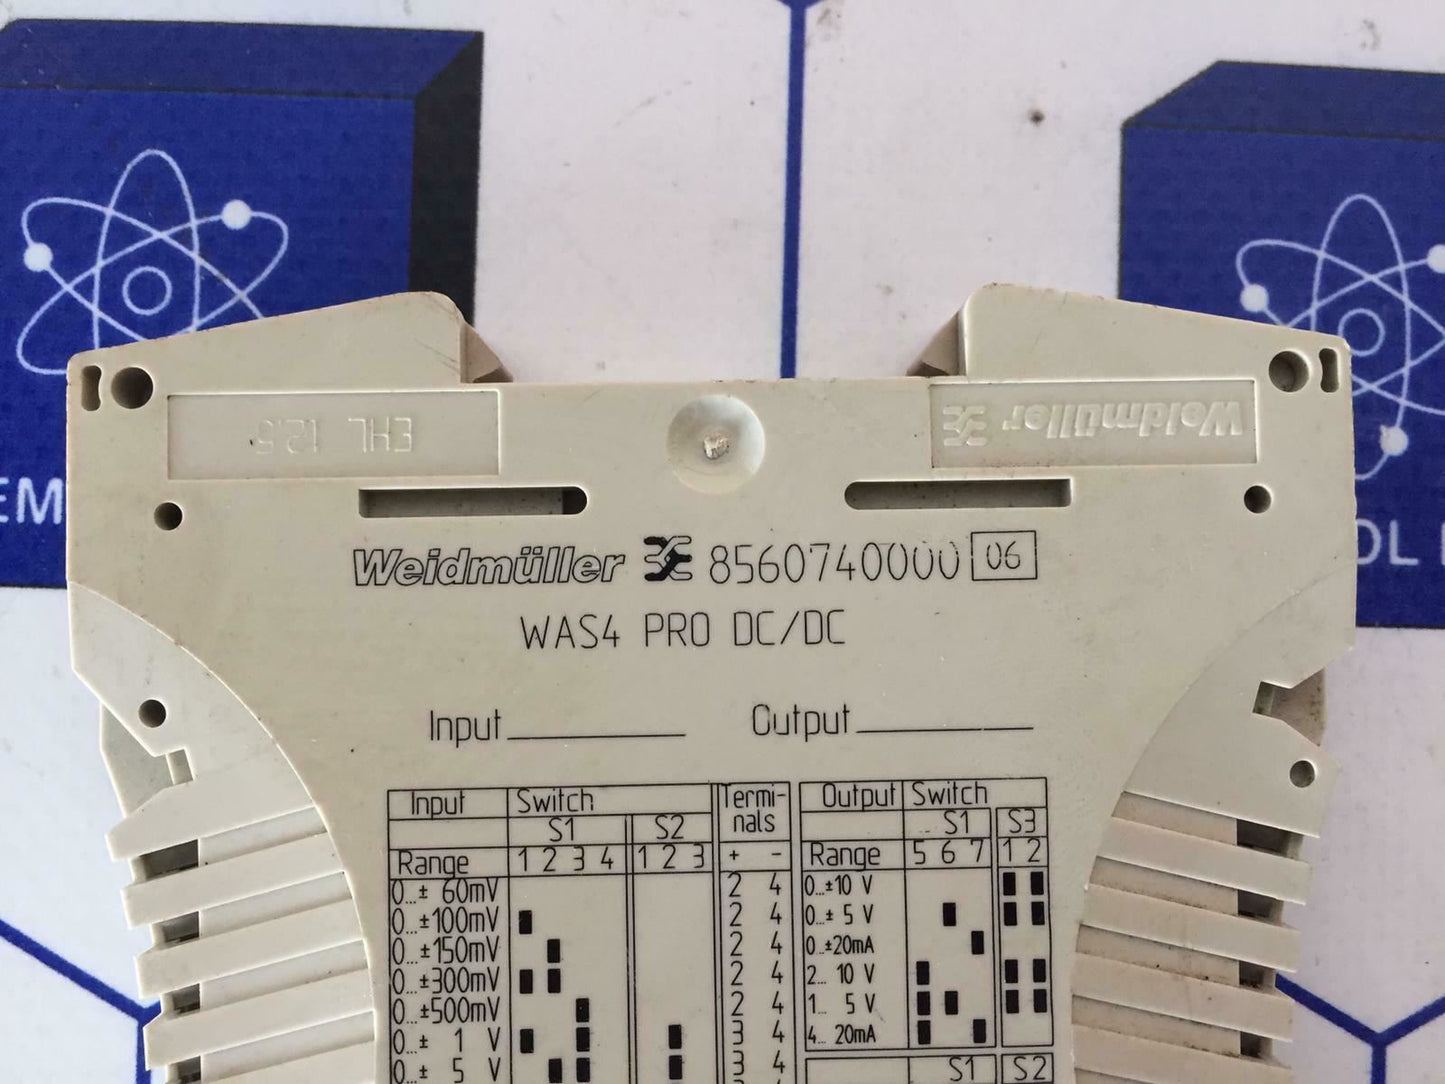 EHL 12.5
Weidmüller
EM
OL
Weidmüller 8560740000 06
WAS4 PRO DC/DC
Input Output
Input Switch
S1 S2
Range 1 2 3 4 1 2 3
0...± 60mV
0...±100mV
0...±150mV
0...±300mV
0...±500mV
0...± 1 V
0...± 5 V
Termi-
nals
+ -
2 4
2 4
2 4
2 4
2 4
3 4
3 4
Output Switch
S1 S3
Range 5 6 7 1 2
0...±10 V
0...± 5 V
0...±20mA
2... 10 V
1... 5 V
4... 20mA
S1 S2